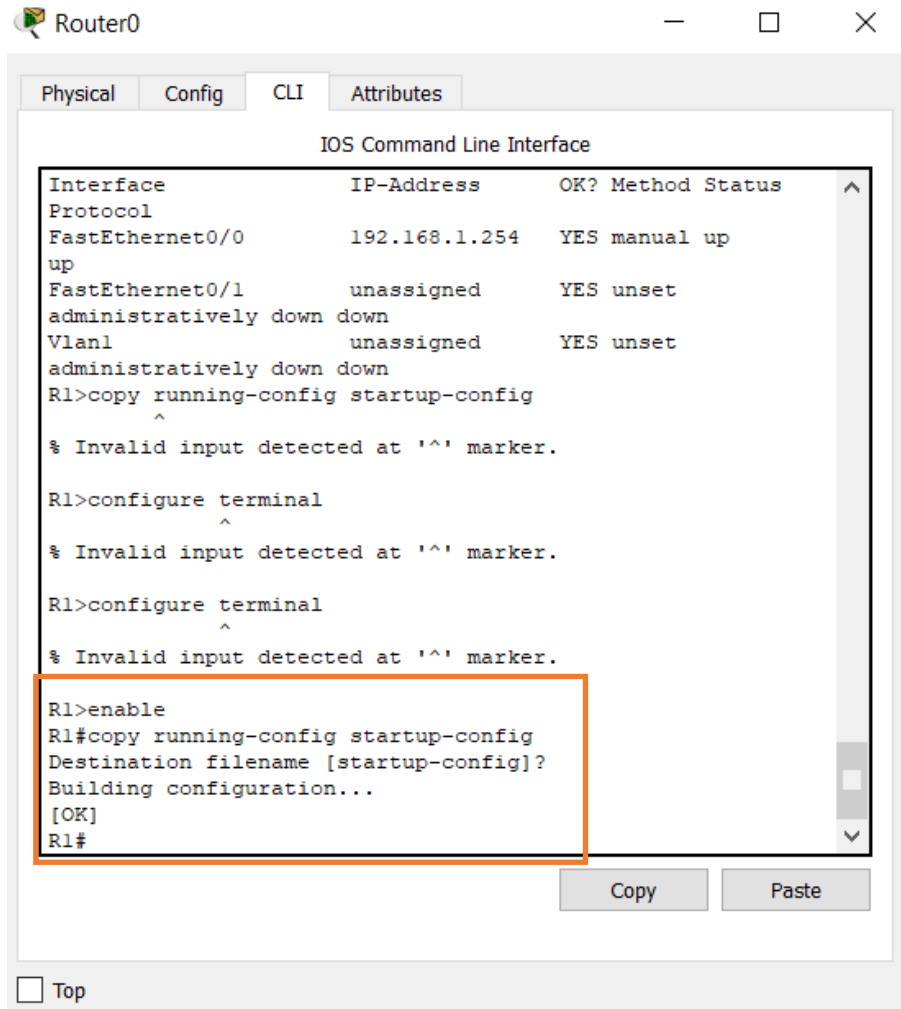 Router0
Physical Config CLI Attributes
IOS Command Line Interface
Interface IP-Address OK? Method Status
Protocol
FastEthernet0/0 192.168.1.254 YES manual up
up
FastEthernet0/1 unassigned YES unset
administratively down down
Vlan1 unassigned YES unset
administratively down down
R1>copy running-config startup-config
^
% Invalid input detected at '^' marker.
R1>configure terminal
^
% Invalid input detected at '^' marker.
R1>configure terminal
^
% Invalid input detected at '^' marker.
R1>enable
R1#copy running-config startup-config
Destination filename [startup-config]?
Building configuration...
[OK]
R1#
Copy Paste
Top